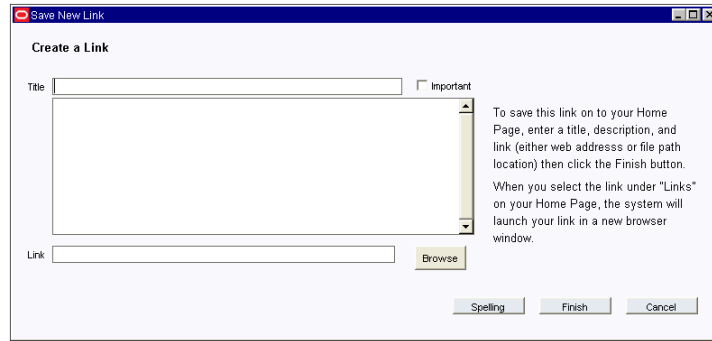 Save New Link
Create a Link
Title
Important
To save this link on to your Home
Page, enter a title, description, and
link (either web addresss or file path
location) then click the Finish button.
When you select the link under "Links"
on your Home Page, the system will
launch your link in a new browser
window.
Link
Browse
Spelling
Finish
Cancel